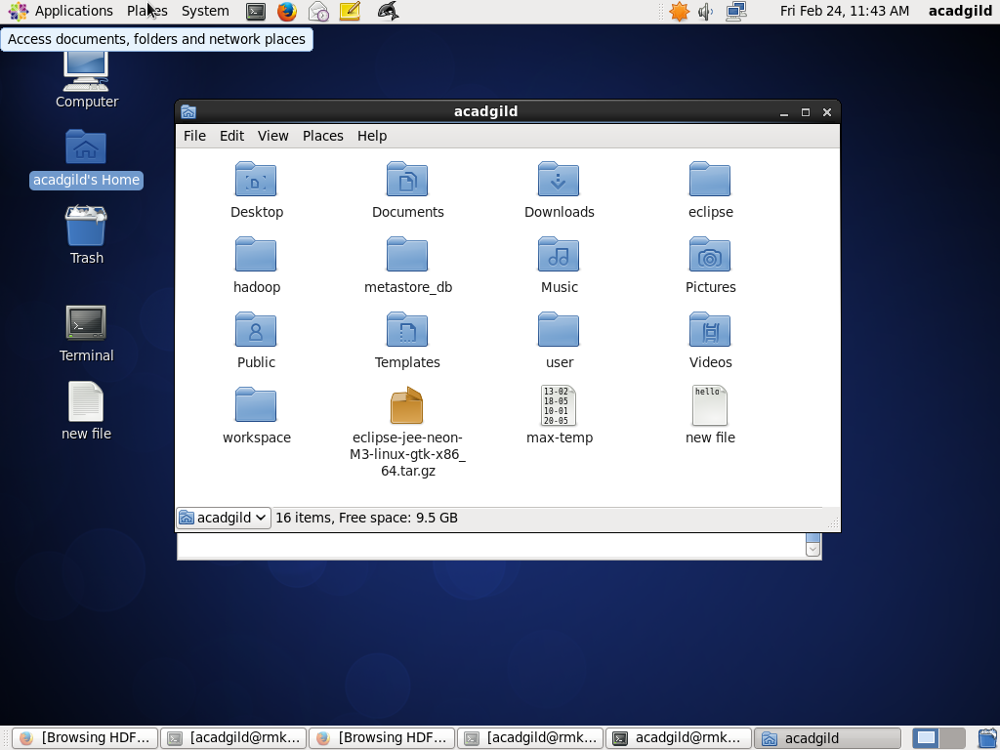 Applications Places System
Fri Feb 24, 11:43 AM acadgild
Access documents, folders and network places
Computer
acadgild's Home
Trash
Terminal
new file
acadgild
File Edit View Places Help
Desktop Documents Downloads eclipse
hadoop metastore_db Music Pictures
Public Templates user Videos
13-02
18-05
10-01
20-05
hello
workspace eclipse-jee-neon-
M3-linux-gtk-x86_
64.tar.gz
max-temp new file
acadgild 16 items, Free space: 9.5 GB
[Browsing HDF... [acadgild@rmk... [Browsing HDF... [acadgild@rmk... acadgild@rmk... acadgild